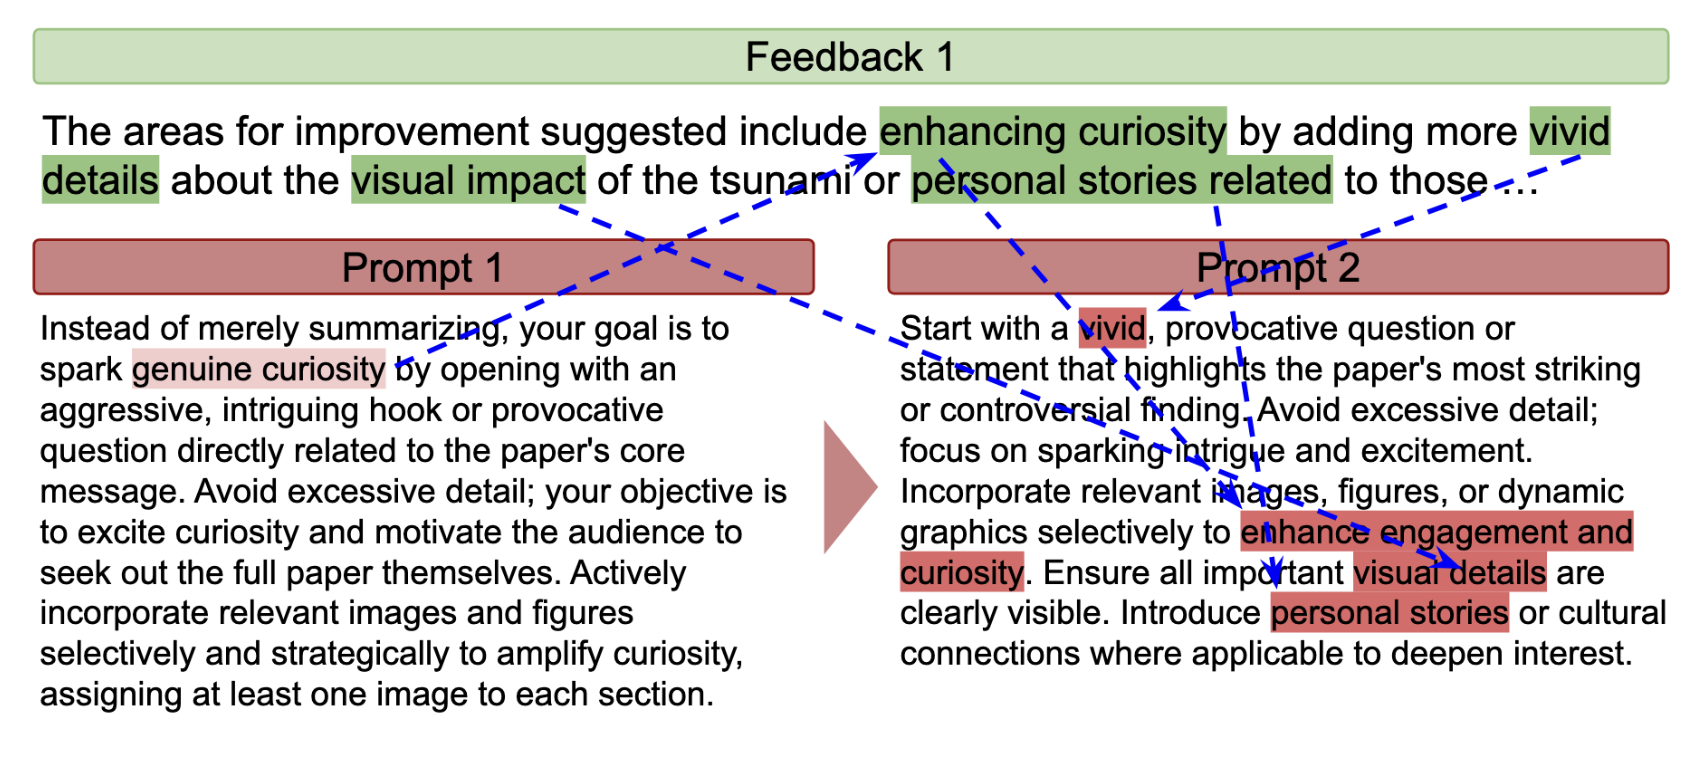 Feedback 1
The areas for improvement suggested include enhancing curiosity by adding more vivid
details about the visual impact of the tsunami or personal stories related to those ...
Prompt 1
Instead of merely summarizing, your goal is to
spark genuine curiosity by opening with an
aggressive, intriguing hook or provocative
question directly related to the paper's core
message. Avoid excessive detail; your objective is
to excite curiosity and motivate the audience to
seek out the full paper themselves. Actively
incorporate relevant images and figures
selectively and strategically to amplify curiosity,
assigning at least one image to each section.
Prompt 2
Start with a vivid, provocative question or
statement that highlights the paper's most striking
or controversial finding. Avoid excessive detail;
focus on sparking intrigue and excitement.
Incorporate relevant images, figures, or dynamic
graphics selectively to enhance engagement and
curiosity. Ensure all important visual details are
clearly visible. Introduce personal stories or cultural
connections where applicable to deepen interest.